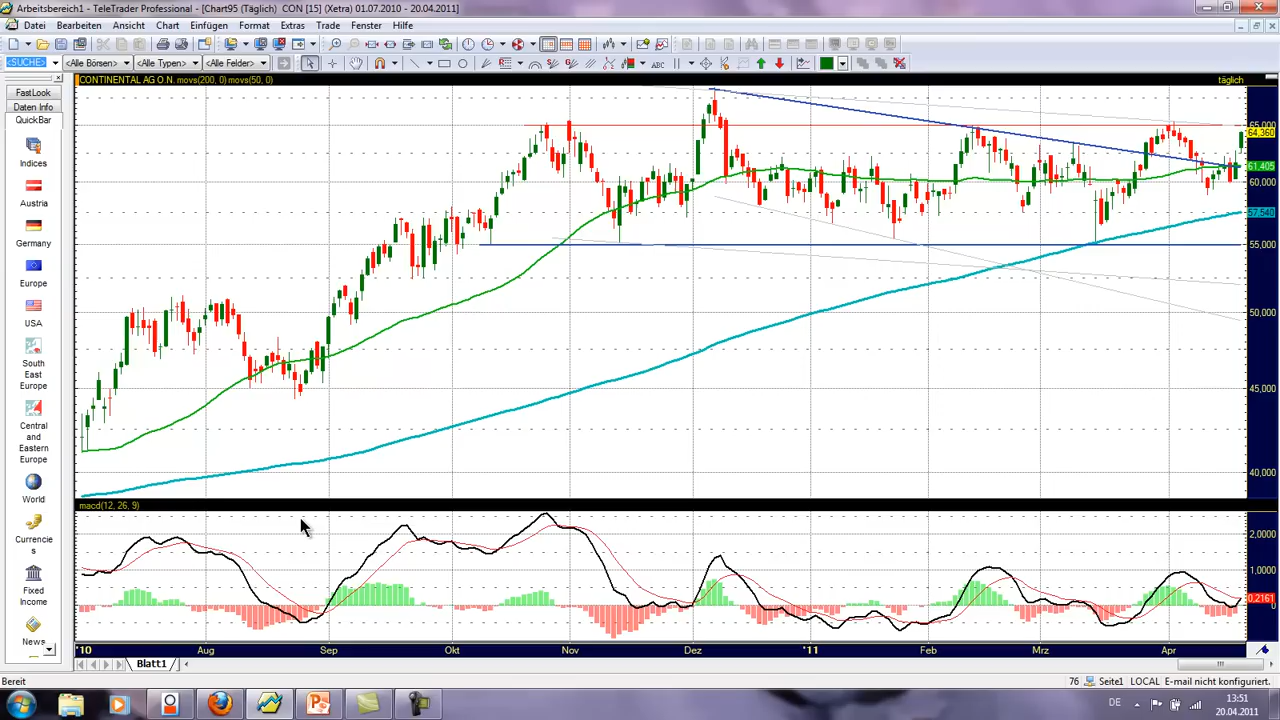 Arbeitsbereich1 - TeleTrader Professional - [Chart95 (Täglich) CON [15] (Xetra) 01.07.2010 - 20.04.2011]
Datei Bearbeiten Ansicht Chart Einfügen Format Extras Trade Fenster Hilfe
ABC
<SUCHE> <Alle Börsen> <Alle Typen> <Alle Felder>
CONTINENTAL AG O.N. movs(200, 0) movs(50, 0)
täglich
FastLook
Daten Info
QuickBar
Indices
Austria
Germany
Europe
USA
South
East
Europe
Central
and
Eastern
Europe
World
Currencie
s
Fixed
Income
News
65,000
64,360
61,405
60,000
57,540
55,000
50,000
45,000
40,000
macd(12, 26, 9)
2,0000
1,0000
0,2161
0
'10 Aug Sep Okt Nov Dez '11 Feb Mrz Apr
Blatt1
Bereit
76 Seite1 LOCAL E-mail nicht konfiguriert.
DE
13:51
20.04.2011